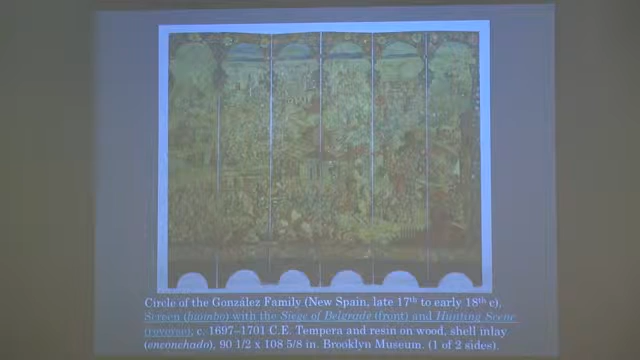 Circle of the González Family (New Spain, late 17th to early 18th c),
Screen (biombo) with the Siege of Belgrade (front) and Hunting Scene
(reverse), c. 1697–1701 C.E. Tempera and resin on wood, shell inlay
(enconchado), 90 1/2 x 108 5/8 in. Brooklyn Museum. (1 of 2 sides).